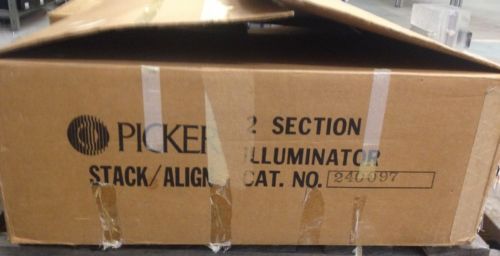 PICKER
STACK/ALIGN
2 SECTION
ILLUMINATOR
CAT. NO. 240097